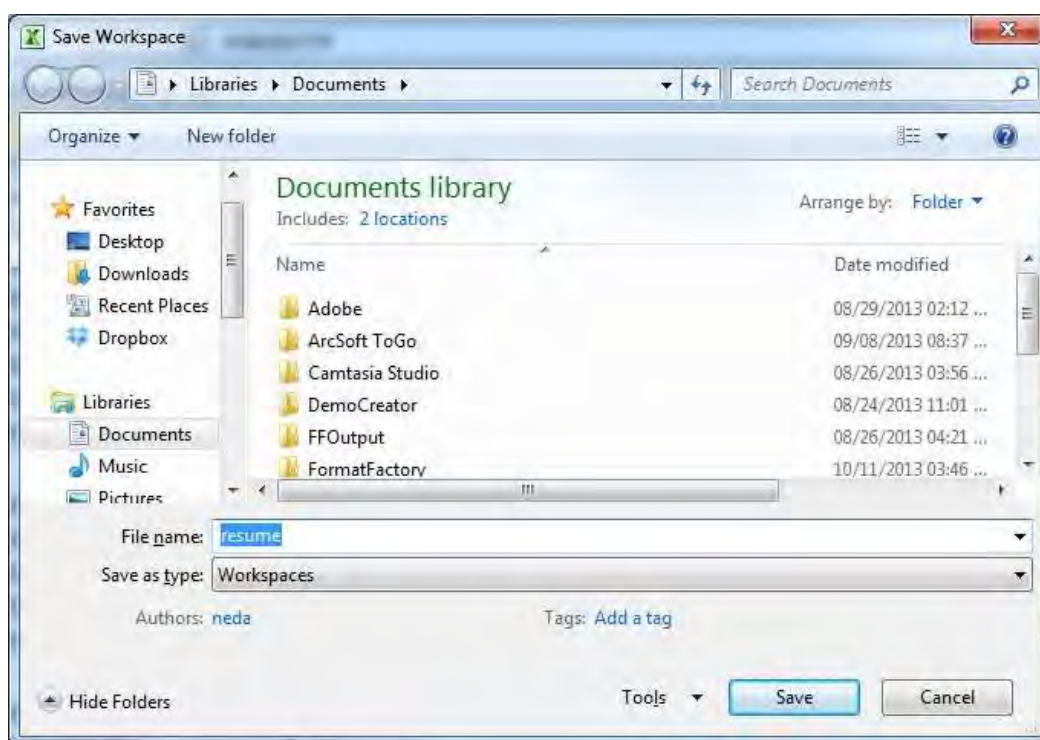 Save Workspace
Libraries Documents
Search Documents
Organize
New folder
Favorites
Desktop
Downloads
Recent Places
Dropbox
Libraries
Documents
Music
Pictures
Documents library
Includes: 2 locations
Arrange by: Folder
Name Date modified
Adobe 08/29/2013 02:12 ...
ArcSoft ToGo 09/08/2013 08:37 ...
Camtasia Studio 08/26/2013 03:56 ...
DemoCreator 08/24/2013 11:01 ...
FFOutput 08/26/2013 04:21 ...
FormatFactory 10/11/2013 03:46 ...
File name: resume
Save as type: Workspaces
Authors: neda Tags: Add a tag
Hide Folders Tools Save Cancel